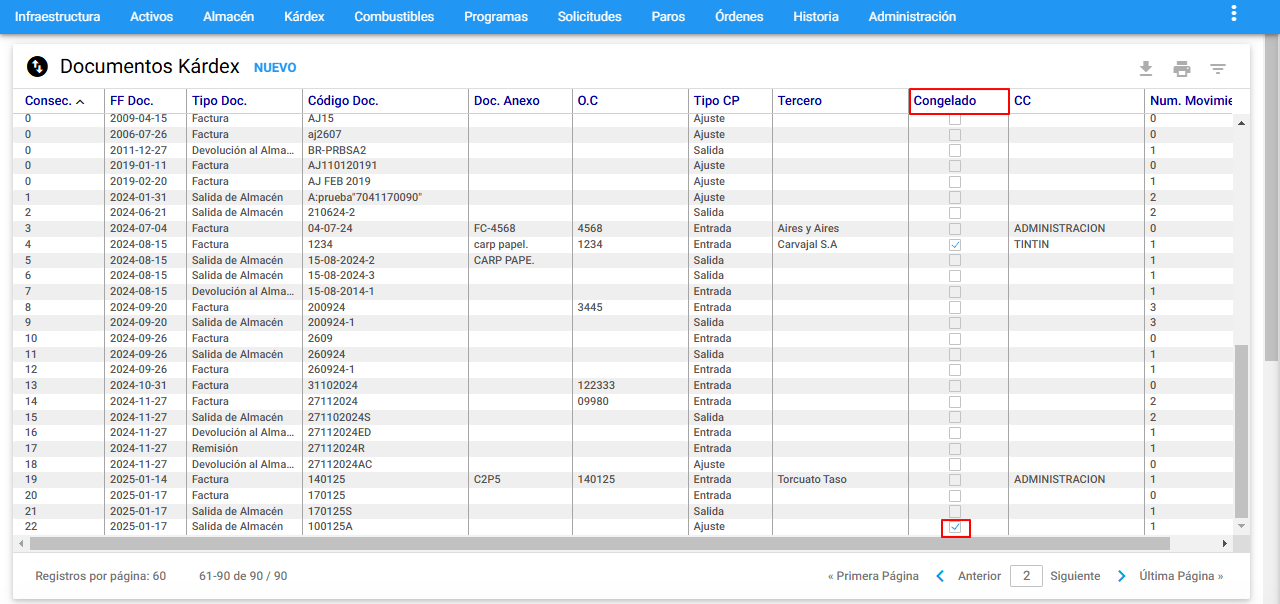 Infraestructura Activos Almacén Kárdex Combustibles Programas Solicitudes Paros Órdenes Historia Administración
Documentos Kárdex NUEVO
Consec. FF Doc. Tipo Doc. Código Doc. Doc. Anexo O.C Tipo CP Tercero Congelado CC Num. Movimie
0 2009-04-15 Factura AJ15 Ajuste 0
0 2006-07-26 Factura aj2607 Ajuste 0
0 2011-12-27 Devolución al Alma... BR-PRBSA2 Salida 1
0 2019-01-11 Factura AJ110120191 Ajuste 0
0 2019-02-20 Factura AJ FEB 2019 Ajuste 1
1 2024-01-31 Salida de Almacén A:prueba"7041170090" Ajuste 2
2 2024-06-21 Salida de Almacén 210624-2 Salida 2
3 2024-07-04 Factura 04-07-24 FC-4568 4568 Entrada Aires y Aires ADMINISTRACION 0
4 2024-08-15 Factura 1234 carp papel. 1234 Entrada Carvajal S.A TINTIN 1
5 2024-08-15 Salida de Almacén 15-08-2024-2 CARP PAPE. Salida 1
6 2024-08-15 Salida de Almacén 15-08-2024-3 Salida 1
7 2024-08-15 Devolución al Alma... 15-08-2014-1 Entrada 1
8 2024-09-20 Factura 200924 3445 Entrada 3
9 2024-09-20 Salida de Almacén 200924-1 Salida 3
10 2024-09-26 Factura 2609 Entrada 0
11 2024-09-26 Salida de Almacén 260924 Salida 1
12 2024-09-26 Factura 260924-1 Entrada 1
13 2024-10-31 Factura 31102024 122333 Entrada 0
14 2024-11-27 Factura 27112024 09980 Entrada 2
15 2024-11-27 Salida de Almacén 271102024S Salida 2
16 2024-11-27 Devolución al Alma... 27112024ED Entrada 1
17 2024-11-27 Remisión 27112024R Entrada 1
18 2024-11-27 Devolución al Alma... 27112024AC Ajuste 0
19 2025-01-14 Factura 140125 C2P5 140125 Entrada Torcuato Taso ADMINISTRACION 1
20 2025-01-17 Factura 170125 Entrada 0
21 2025-01-17 Salida de Almacén 170125S Salida 1
22 2025-01-17 Salida de Almacén 100125A Ajuste 1
Registros por página: 60 61-90 de 90 / 90 « Primera Página Anterior 2 Siguiente Última Página »